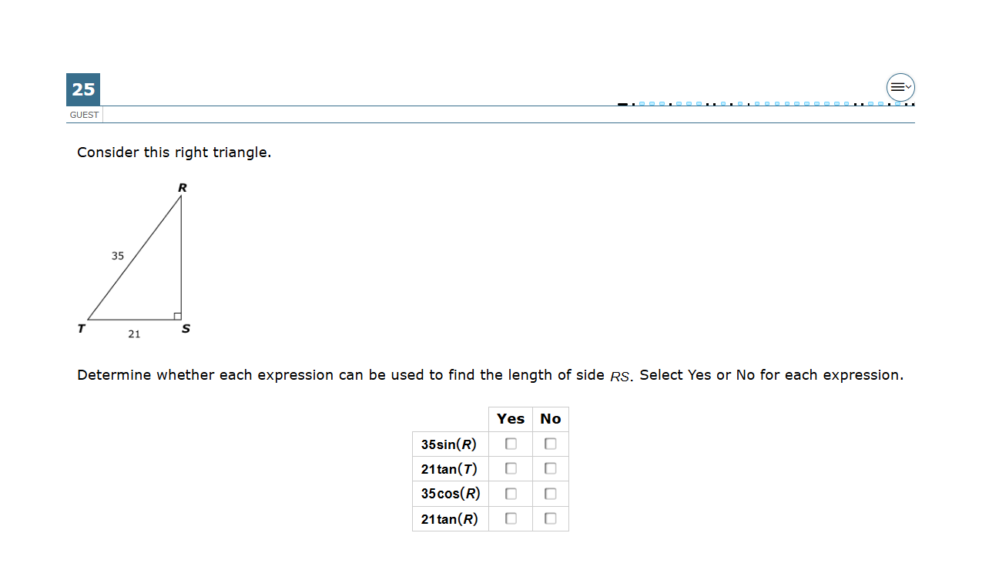 25
GUEST
Consider this right triangle.
R
35
T
S
21
Determine whether each expression can be used to find the length of side RS. Select Yes or No for each expression.
Yes No
35sin(R)
21tan(T)
35cos(R)
21tan(R)